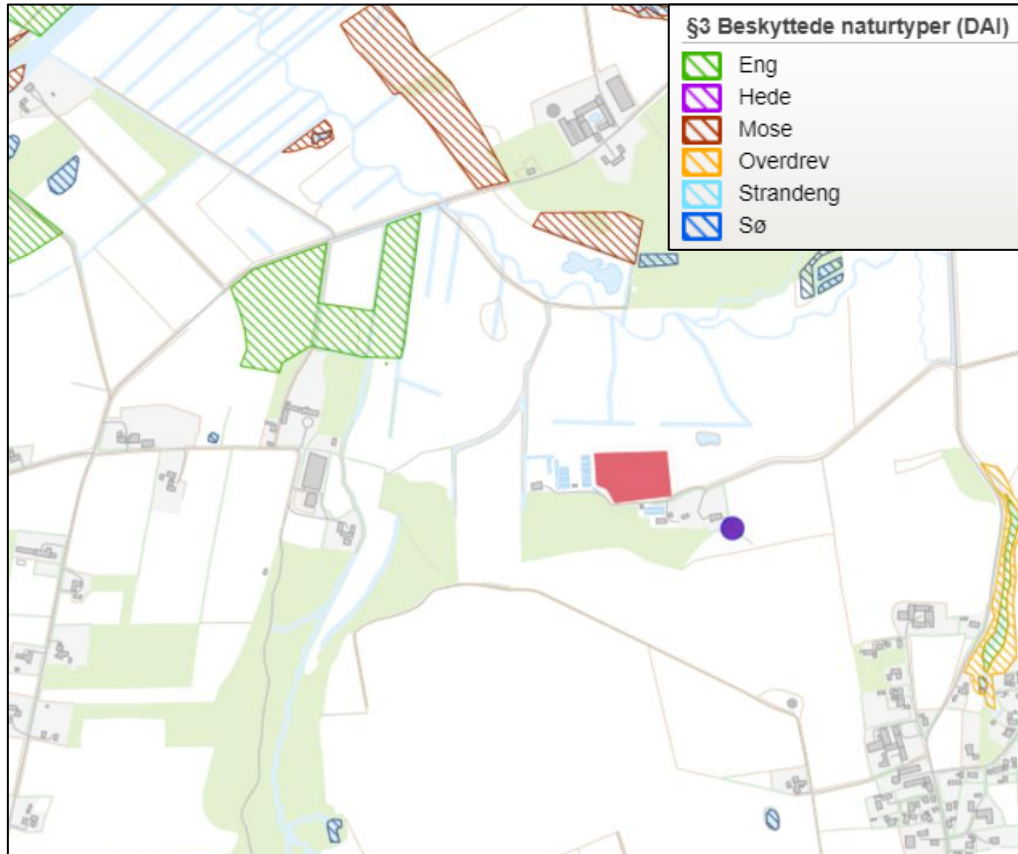 §3 Beskyttede naturtyper (DAI)
Eng
Hede
Mose
Overdrev
Strandeng
Sø